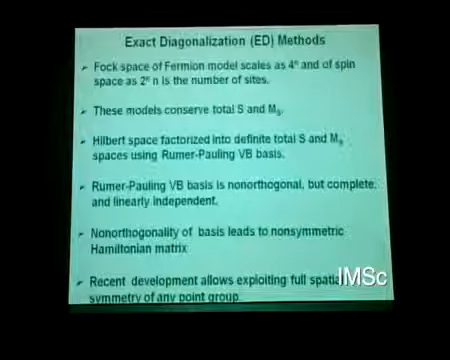 Exact Diagonalization (ED) Methods
Fock space of Fermion model scales as 4ⁿ and of spin
space as 2ⁿ n is the number of sites.
These models conserve total S and Mₛ.
Hilbert space factorized into definite total S and Mₛ
spaces using Rumer-Pauling VB basis.
Rumer-Pauling VB basis is nonorthogonal, but complete,
and linearly independent.
Nonorthogonality of basis leads to nonsymmetric
Hamiltonian matrix
Recent development allows exploiting full
symmetry of any point group.
IMSc